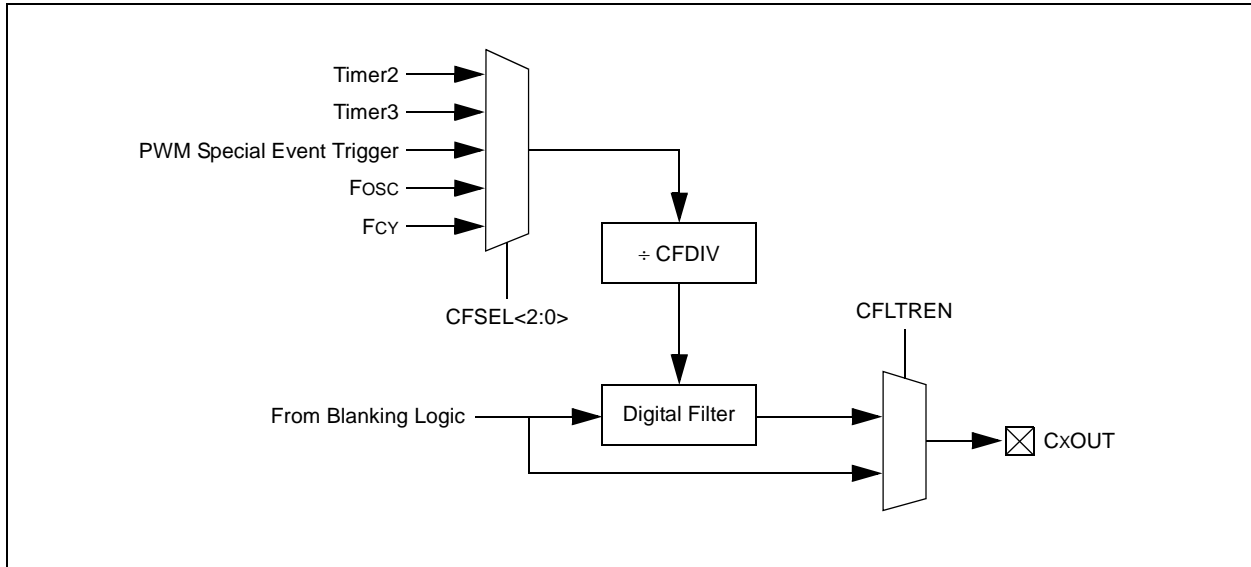 Timer2
Timer3
PWM Special Event Trigger
FOSC
FCY
÷ CFDIV
CFSEL<2:0>
CFLTREN
From Blanking Logic
Digital Filter
CXOUT